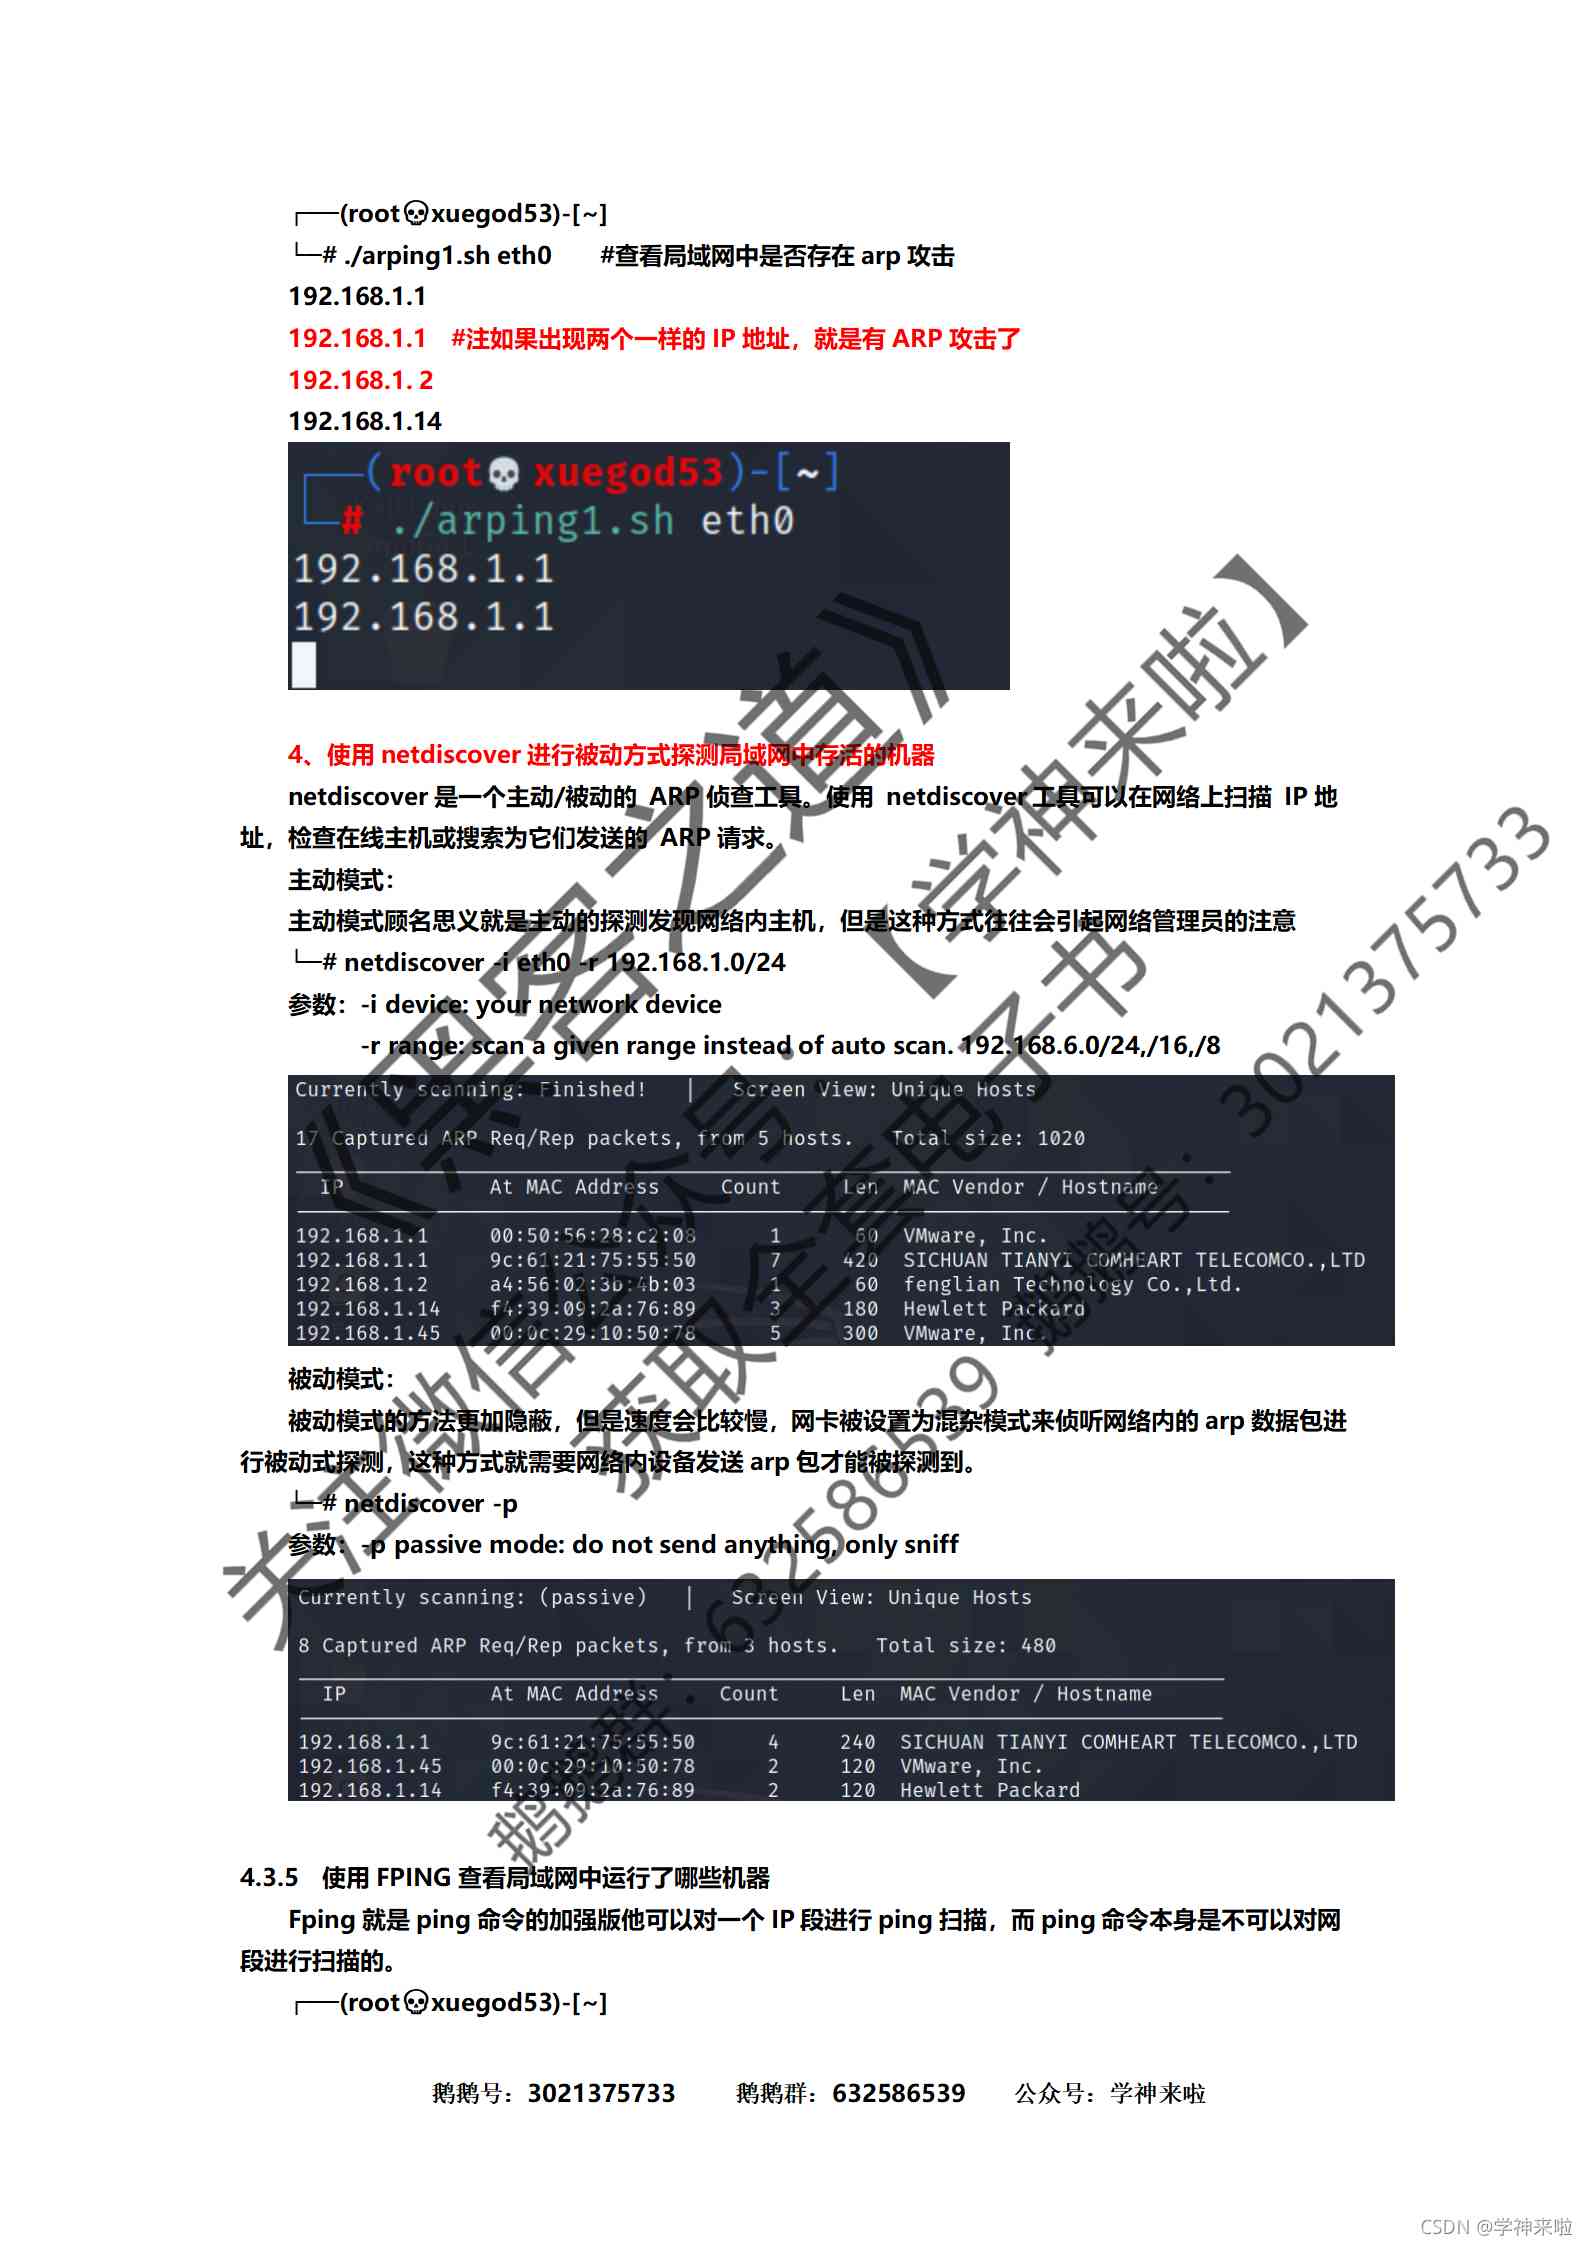 ┌──(root💀xuegod53)-[~]
└─# ./arping1.sh eth0 #查看局域网中是否存在 arp 攻击
192.168.1.1
192.168.1.1 #注如果出现两个一样的 IP 地址，就是有 ARP 攻击了
192.168.1. 2
192.168.1.14
┌──(root💀xuegod53)-[~]
└─# ./arping1.sh eth0
192.168.1.1
192.168.1.1
4、使用 netdiscover 进行被动方式探测局域网中存活的机器
netdiscover 是一个主动/被动的 ARP 侦查工具。使用 netdiscover 工具可以在网络上扫描 IP 地
址，检查在线主机或搜索为它们发送的 ARP 请求。
主动模式：
主动模式顾名思义就是主动的探测发现网络内主机，但是这种方式往往会引起网络管理员的注意
└─# netdiscover -i eth0 -r 192.168.1.0/24
参数：-i device: your network device
-r range: scan a given range instead of auto scan. 192.168.6.0/24,/16,/8
Currently scanning: Finished! | Screen View: Unique Hosts
17 Captured ARP Req/Rep packets, from 5 hosts. Total size: 1020
IP At MAC Address Count Len MAC Vendor / Hostname
192.168.1.1 00:50:56:28:c2:08 1 60 VMware, Inc.
192.168.1.1 9c:61:21:75:55:50 7 420 SICHUAN TIANYI COMHEART TELECOMCO.,LTD
192.168.1.2 a4:56:02:3b:4b:03 1 60 fenglian Technology Co.,Ltd.
192.168.1.14 f4:39:09:2a:76:89 3 180 Hewlett Packard
192.168.1.45 00:0c:29:10:50:78 5 300 VMware, Inc.
被动模式：
被动模式的方法更加隐蔽，但是速度会比较慢，网卡被设置为混杂模式来侦听网络内的 arp 数据包进
行被动式探测，这种方式就需要网络内设备发送 arp 包才能被探测到。
└─# netdiscover -p
参数：-p passive mode: do not send anything, only sniff
Currently scanning: (passive) | Screen View: Unique Hosts
8 Captured ARP Req/Rep packets, from 3 hosts. Total size: 480
IP At MAC Address Count Len MAC Vendor / Hostname
192.168.1.1 9c:61:21:75:55:50 4 240 SICHUAN TIANYI COMHEART TELECOMCO.,LTD
192.168.1.45 00:0c:29:10:50:78 2 120 VMware, Inc.
192.168.1.14 f4:39:09:2a:76:89 2 120 Hewlett Packard
4.3.5 使用 FPING 查看局域网中运行了哪些机器
Fping 就是 ping 命令的加强版他可以对一个 IP 段进行 ping 扫描，而 ping 命令本身是不可以对网
段进行扫描的。
┌──(root💀xuegod53)-[~]
鹅鹅号：3021375733 鹅鹅群：632586539 公众号：学神来啦
《黑客之道》
关注微信公众号：【学神来啦】
获取全套电子书
鹅鹅群：632586539 鹅鹅号：3021375733
CSDN @学神来啦